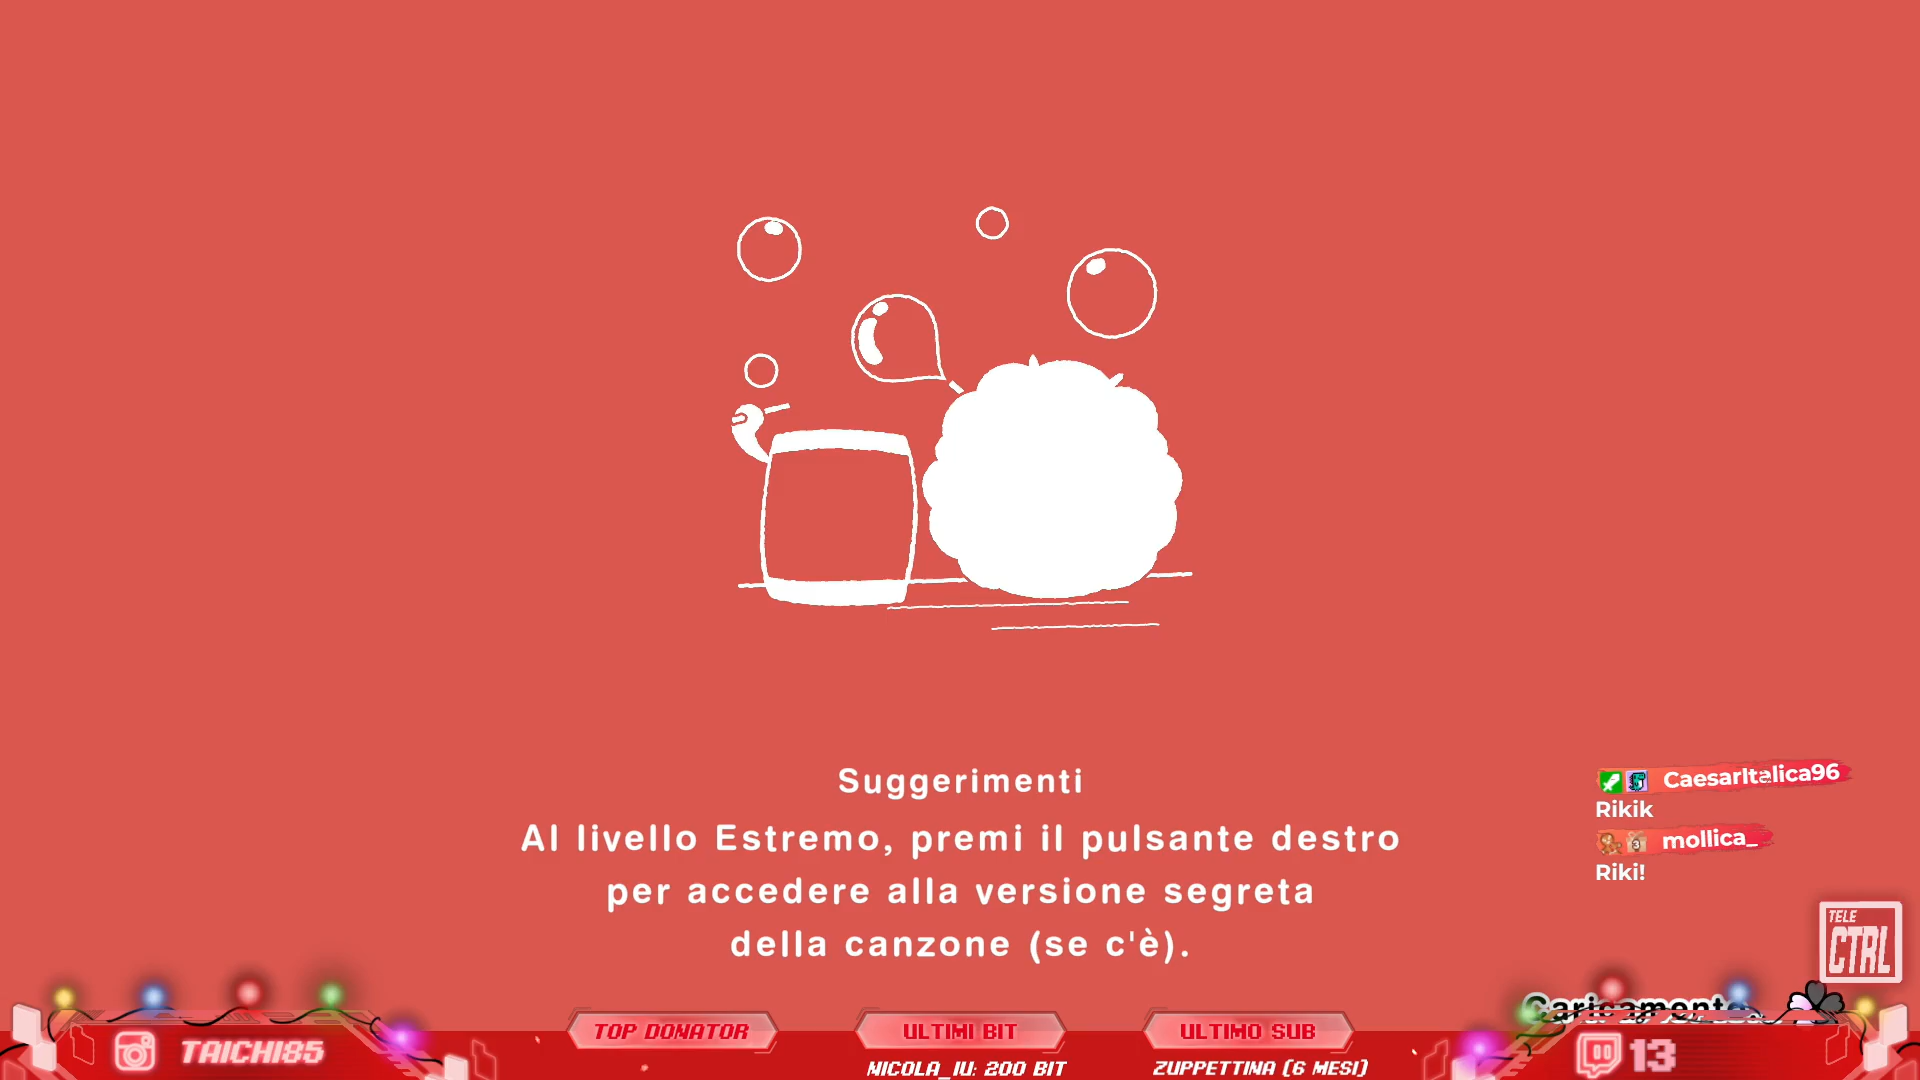 Suggerimenti
Al livello Estremo, premi il pulsante destro
per accedere alla versione segreta
della canzone (se c'è).
CaesarItalica96
Rikik
mollica_
Riki!
TELE
CTRL
Caricamento
TAICHI85
TOP DONATOR
ULTIMI BIT
NICOLA_IU: 200 BIT
ULTIMO SUB
ZUPPETTINA (6 MESI)
13